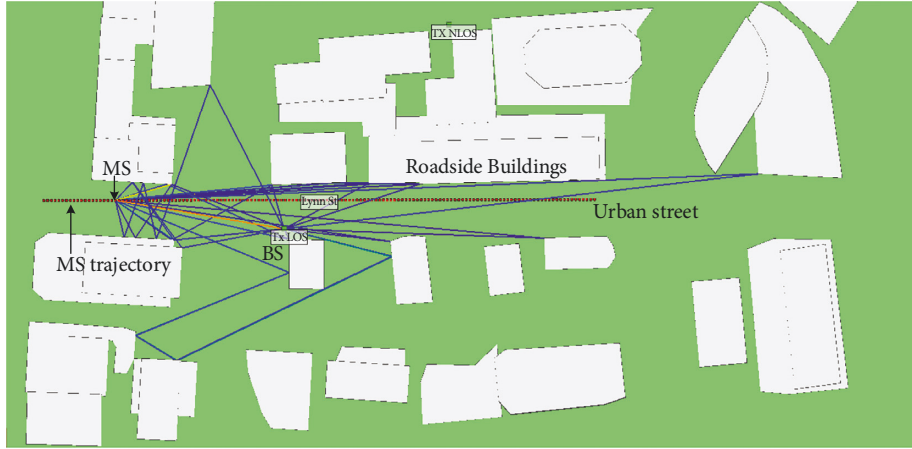 TX NLOS
MS
Roadside Buildings
Lynn St
Urban street
Tx LOS
BS
MS trajectory